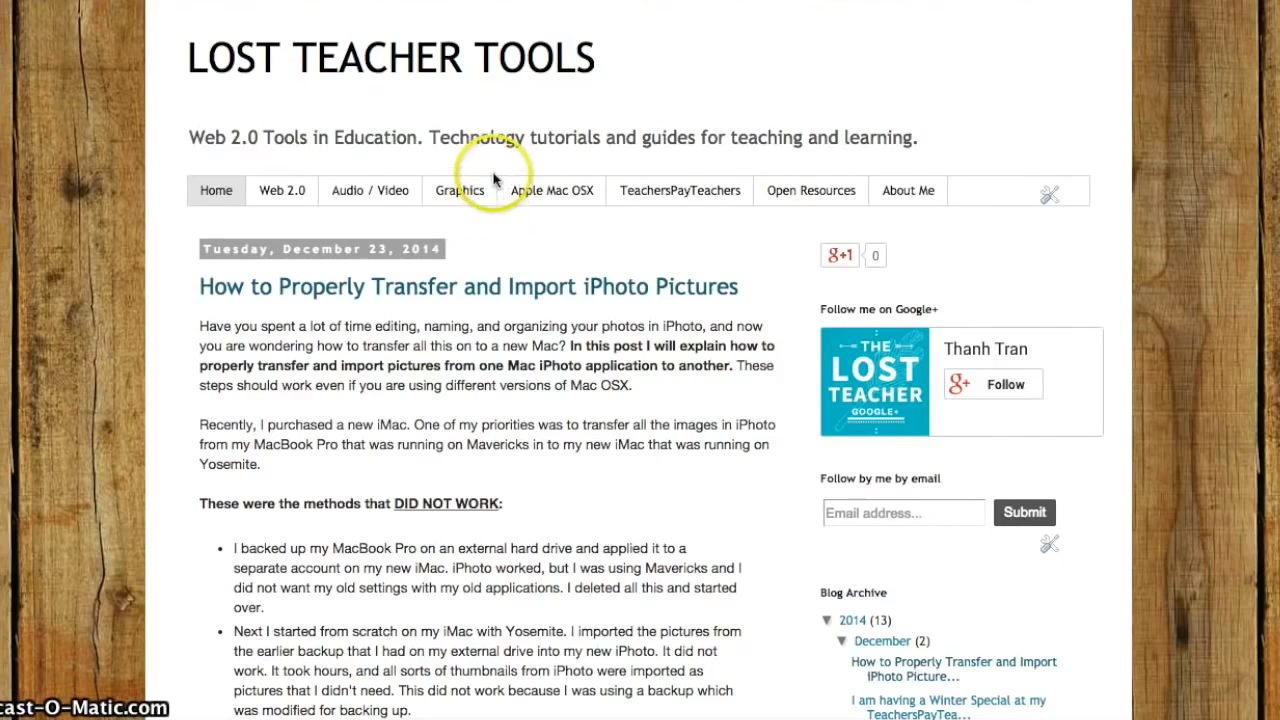 LOST TEACHER TOOLS
Web 2.0 Tools in Education. Technology tutorials and guides for teaching and learning.
Home Web 2.0 Audio / Video Graphics Apple Mac OSX TeachersPayTeachers Open Resources About Me
Tuesday, December 23, 2014
How to Properly Transfer and Import iPhoto Pictures
Have you spent a lot of time editing, naming, and organizing your photos in iPhoto, and now
you are wondering how to transfer all this on to a new Mac? In this post I will explain how to
properly transfer and import pictures from one Mac iPhoto application to another. These
steps should work even if you are using different versions of Mac OSX.
Recently, I purchased a new iMac. One of my priorities was to transfer all the images in iPhoto
from my MacBook Pro that was running on Mavericks in to my new iMac that was running on
Yosemite.
These were the methods that DID NOT WORK:
• I backed up my MacBook Pro on an external hard drive and applied it to a
separate account on my new iMac. iPhoto worked, but I was using Mavericks and I
did not want my old settings with my old applications. I deleted all this and started
over.
• Next I started from scratch on my iMac with Yosemite. I imported the pictures from
the earlier backup that I had on my external drive into my new iPhoto. It did not
work. It took hours, and all sorts of thumbnails from iPhoto were imported as
pictures that I didn't need. This did not work because I was using a backup which
was modified for backing up.
g+1 0
Follow me on Google+
THE
LOST
TEACHER
GOOGLE+
Thanh Tran
g+ Follow
Follow by me by email
Email address... Submit
Blog Archive
▼ 2014 (13)
▼ December (2)
How to Properly Transfer and Import
iPhoto Picture...
I am having a Winter Special at my
TeachersPayTea...
cast-O-Matic.com